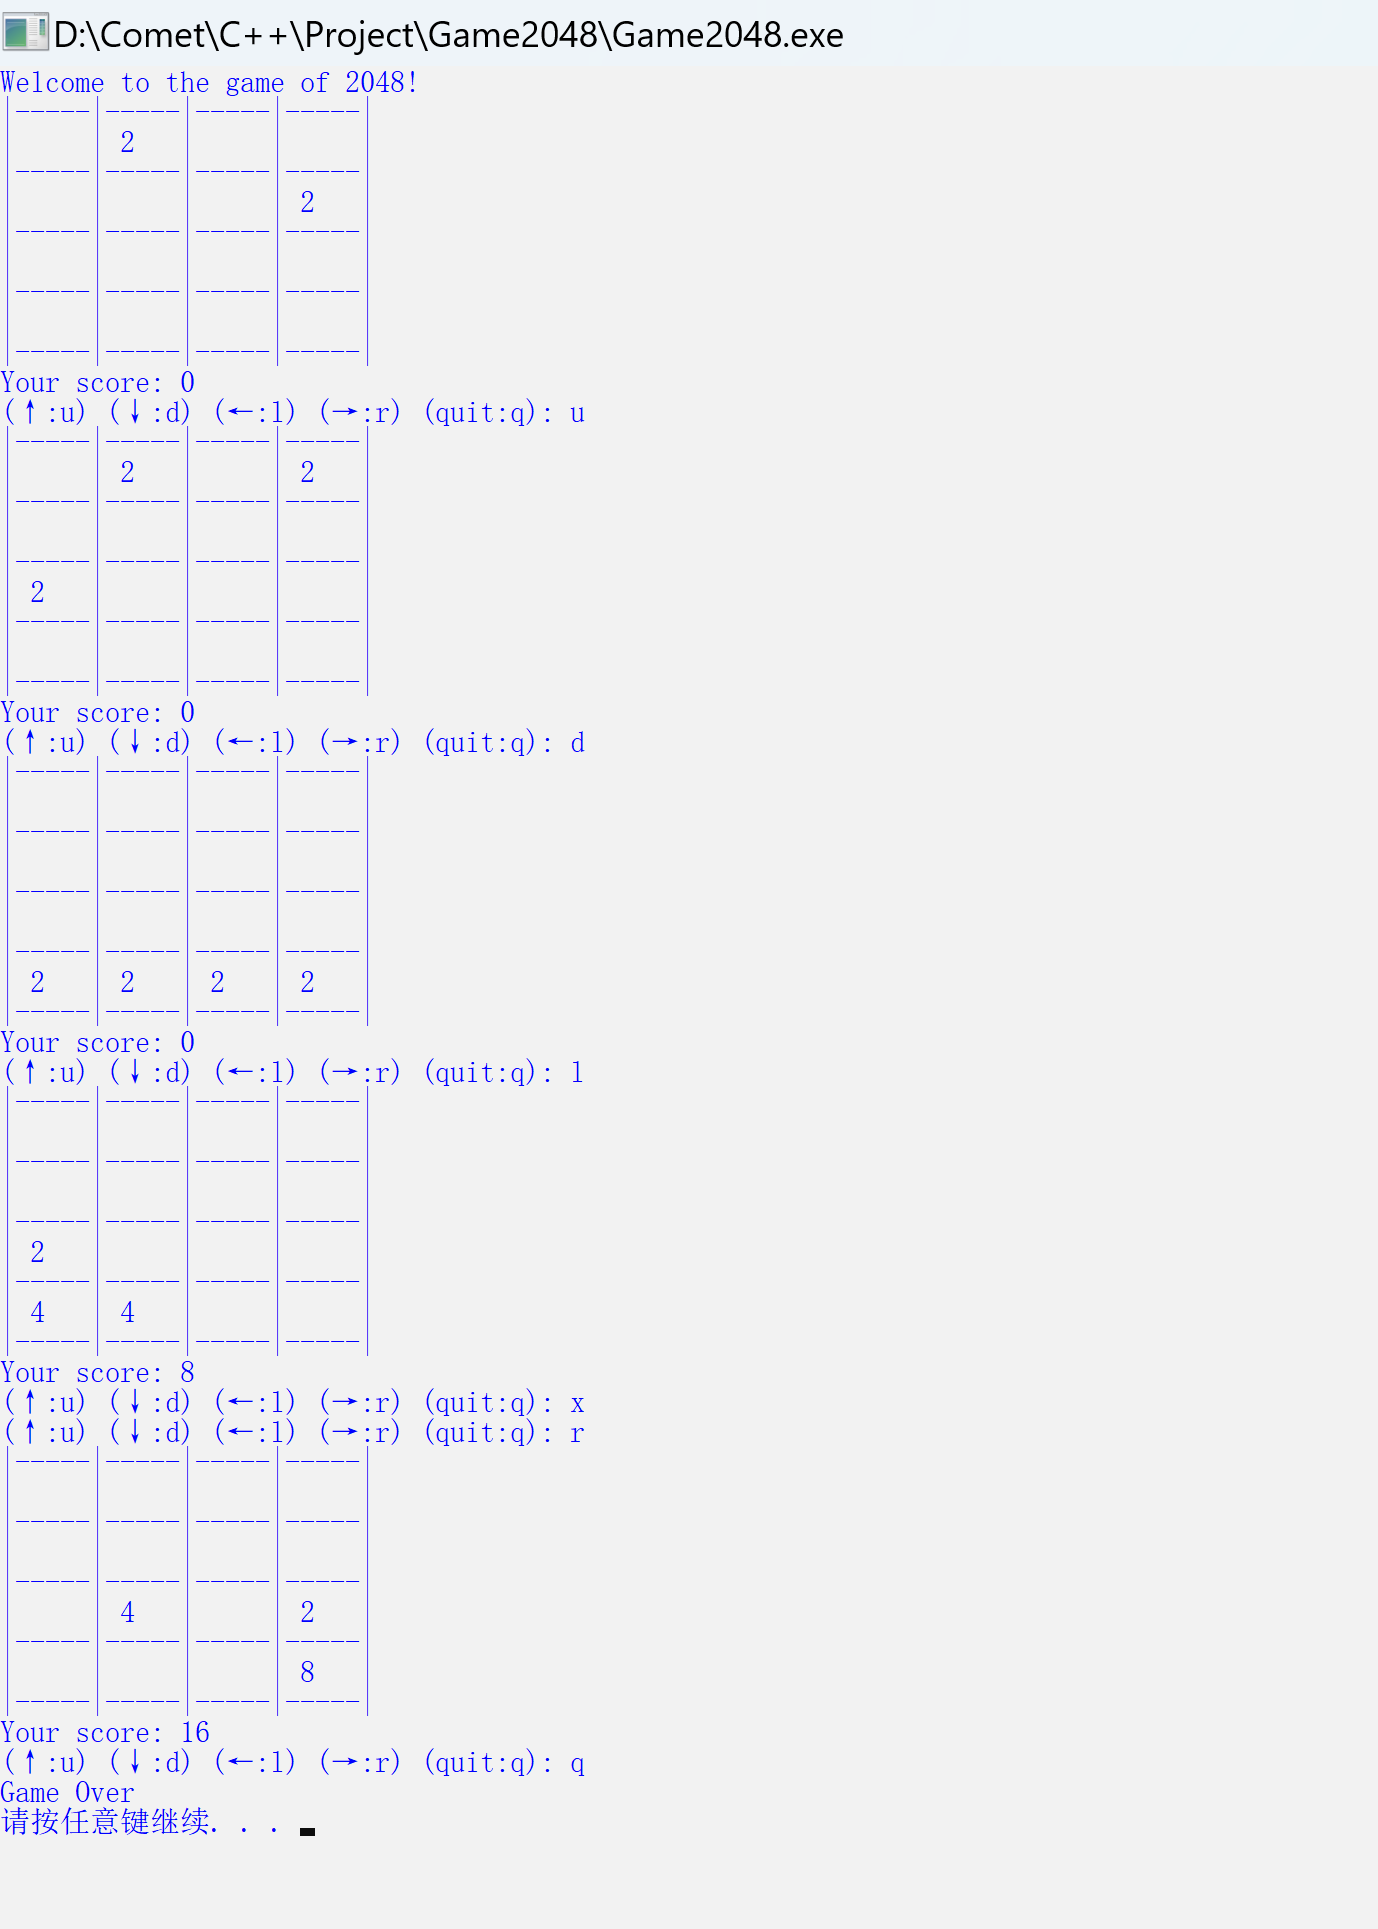 D:\Comet\C++\Project\Game2048\Game2048.exe
Welcome to the game of 2048!
|-----|-----|-----|-----|
|     | 2   |     |     |
|-----|-----|-----|-----|
|     |     |     | 2   |
|-----|-----|-----|-----|
|     |     |     |     |
|-----|-----|-----|-----|
|     |     |     |     |
|-----|-----|-----|-----|
Your score: 0
(↑:u) (↓:d) (←:l) (→:r) (quit:q): u
|-----|-----|-----|-----|
|     | 2   |     | 2   |
|-----|-----|-----|-----|
|     |     |     |     |
|-----|-----|-----|-----|
| 2   |     |     |     |
|-----|-----|-----|-----|
|     |     |     |     |
|-----|-----|-----|-----|
Your score: 0
(↑:u) (↓:d) (←:l) (→:r) (quit:q): d
|-----|-----|-----|-----|
|     |     |     |     |
|-----|-----|-----|-----|
|     |     |     |     |
|-----|-----|-----|-----|
|     |     |     |     |
|-----|-----|-----|-----|
| 2   | 2   | 2   | 2   |
|-----|-----|-----|-----|
Your score: 0
(↑:u) (↓:d) (←:l) (→:r) (quit:q): l
|-----|-----|-----|-----|
|     |     |     |     |
|-----|-----|-----|-----|
|     |     |     |     |
|-----|-----|-----|-----|
| 2   |     |     |     |
|-----|-----|-----|-----|
| 4   | 4   |     |     |
|-----|-----|-----|-----|
Your score: 8
(↑:u) (↓:d) (←:l) (→:r) (quit:q): x
(↑:u) (↓:d) (←:l) (→:r) (quit:q): r
|-----|-----|-----|-----|
|     |     |     |     |
|-----|-----|-----|-----|
|     |     |     |     |
|-----|-----|-----|-----|
|     | 4   |     | 2   |
|-----|-----|-----|-----|
|     |     |     | 8   |
|-----|-----|-----|-----|
Your score: 16
(↑:u) (↓:d) (←:l) (→:r) (quit:q): q
Game Over
请按任意键继续. . .